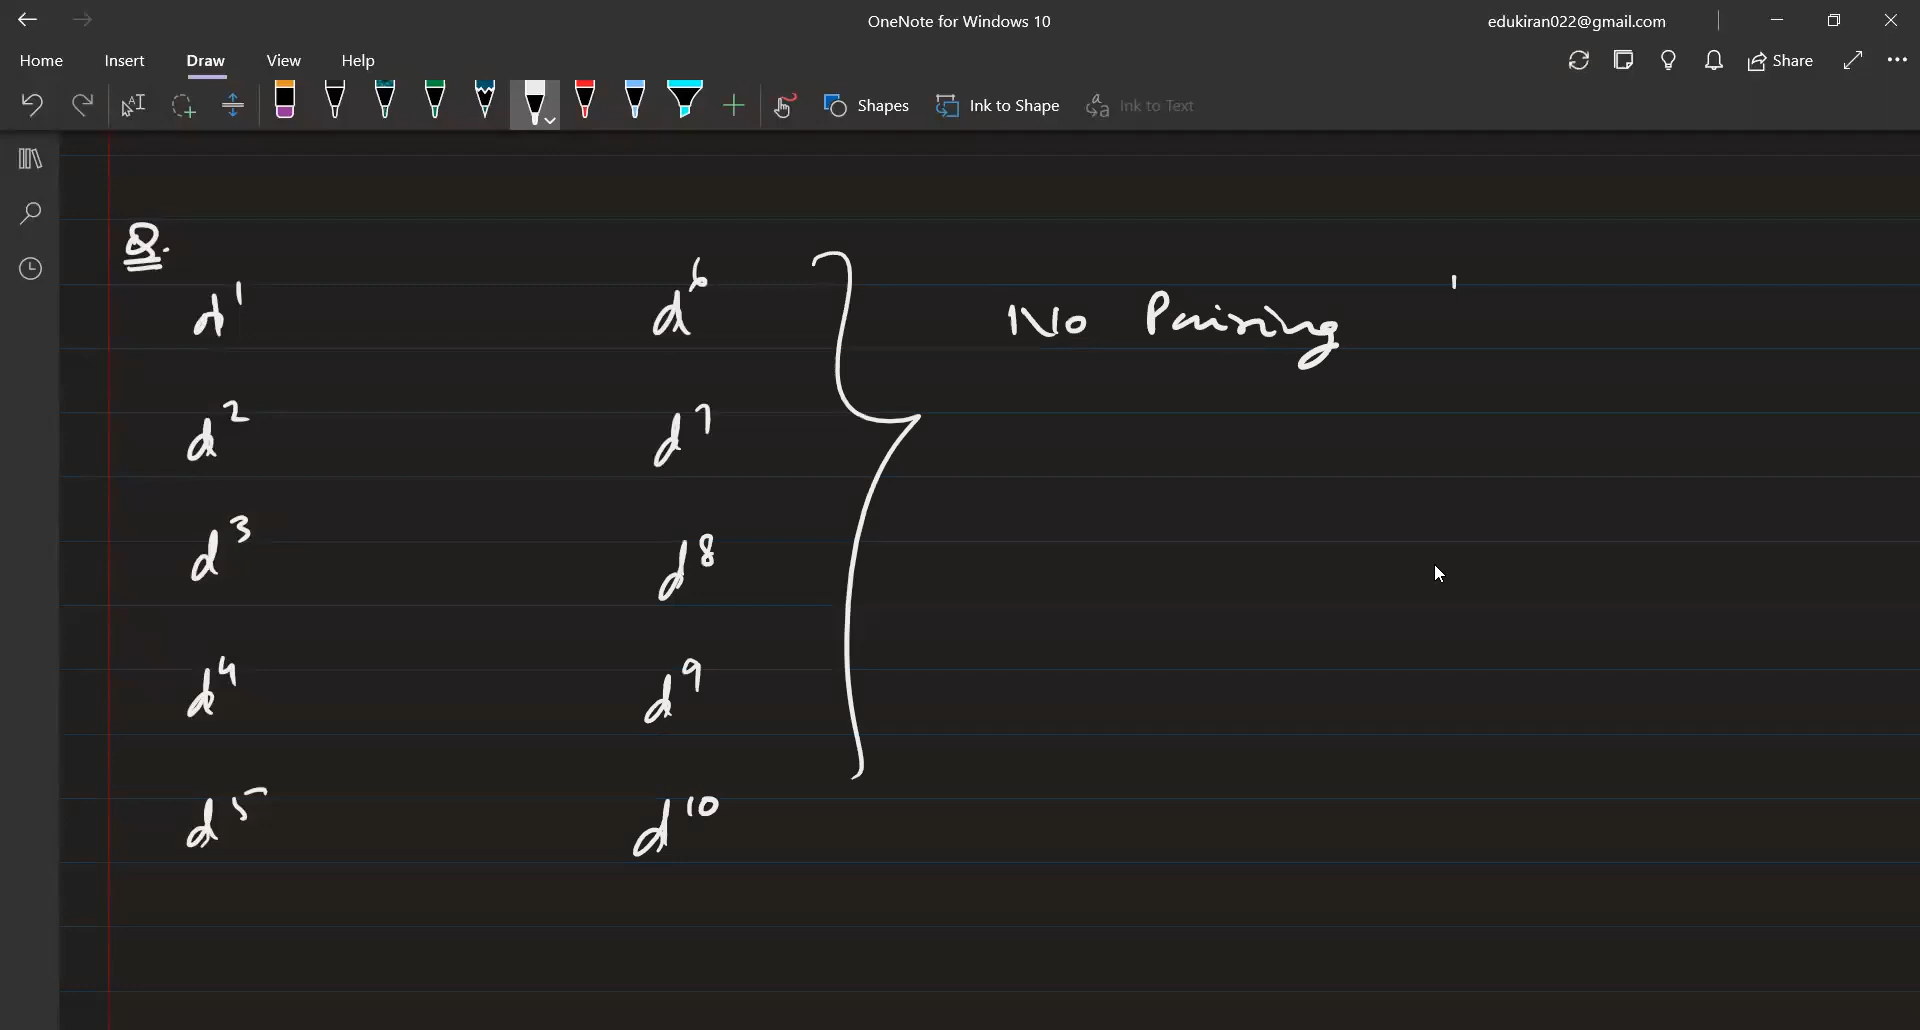 OneNote for Windows 10
edukiran022@gmail.com
Home Insert Draw View Help
Share
Shapes Ink to Shape Ink to Text
Q.
d¹ d⁶ No Pairing
d² d⁷
d³ d⁸
d⁴ d⁹
d⁵ d¹⁰